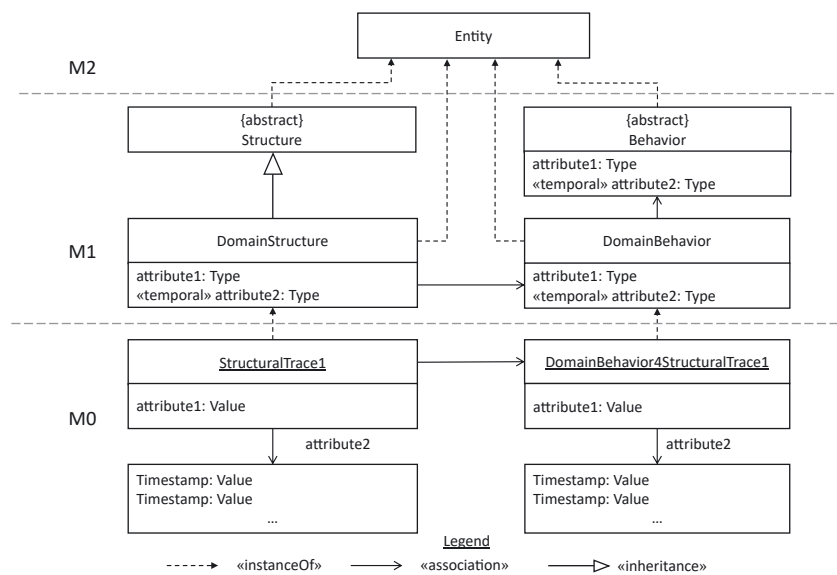 Entity
M2
{abstract}
Structure
{abstract}
Behavior
attribute1: Type
«temporal» attribute2: Type
M1
DomainStructure
attribute1: Type
«temporal» attribute2: Type
DomainBehavior
attribute1: Type
«temporal» attribute2: Type
M0
StructuralTrace1
attribute1: Value
DomainBehavior4StructuralTrace1
attribute1: Value
attribute2
attribute2
Timestamp: Value
Timestamp: Value
...
Timestamp: Value
Timestamp: Value
...
Legend
«instanceOf»
«association»
«inheritance»